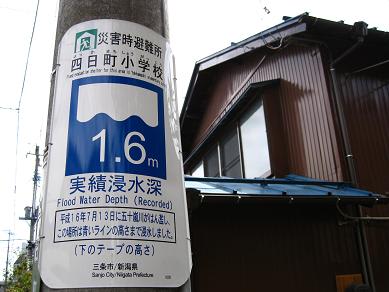 災害時避難所
四日町小学校
1.6m
実績浸水深
Flood Water Depth (Recorded)
平成16年7月13日に五十嵐川がはん濫し、
この場所は青いラインの高さまで浸水しました。
(下のテープの高さ)
三条市/新潟県
Sanjo City/Niigata Prefecture